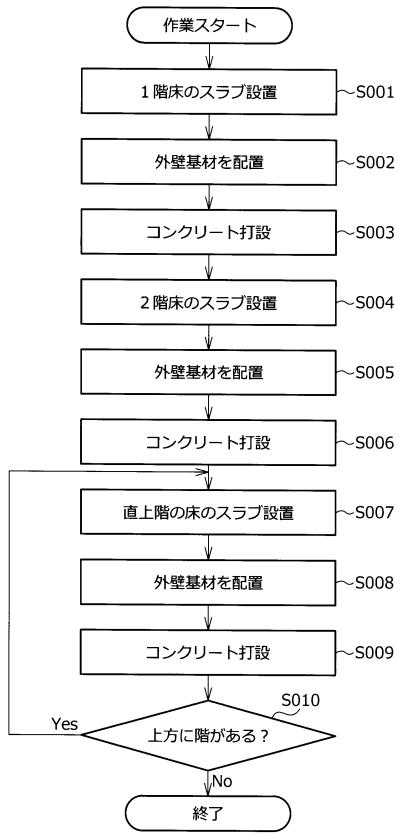 作業スタート
1階床のスラブ設置
S001
外壁基材を配置
S002
コンクリート打設
S003
2階床のスラブ設置
S004
外壁基材を配置
S005
コンクリート打設
S006
直上階の床のスラブ設置
S007
外壁基材を配置
S008
コンクリート打設
S009
S010
上方に階がある?
Yes
No
終了